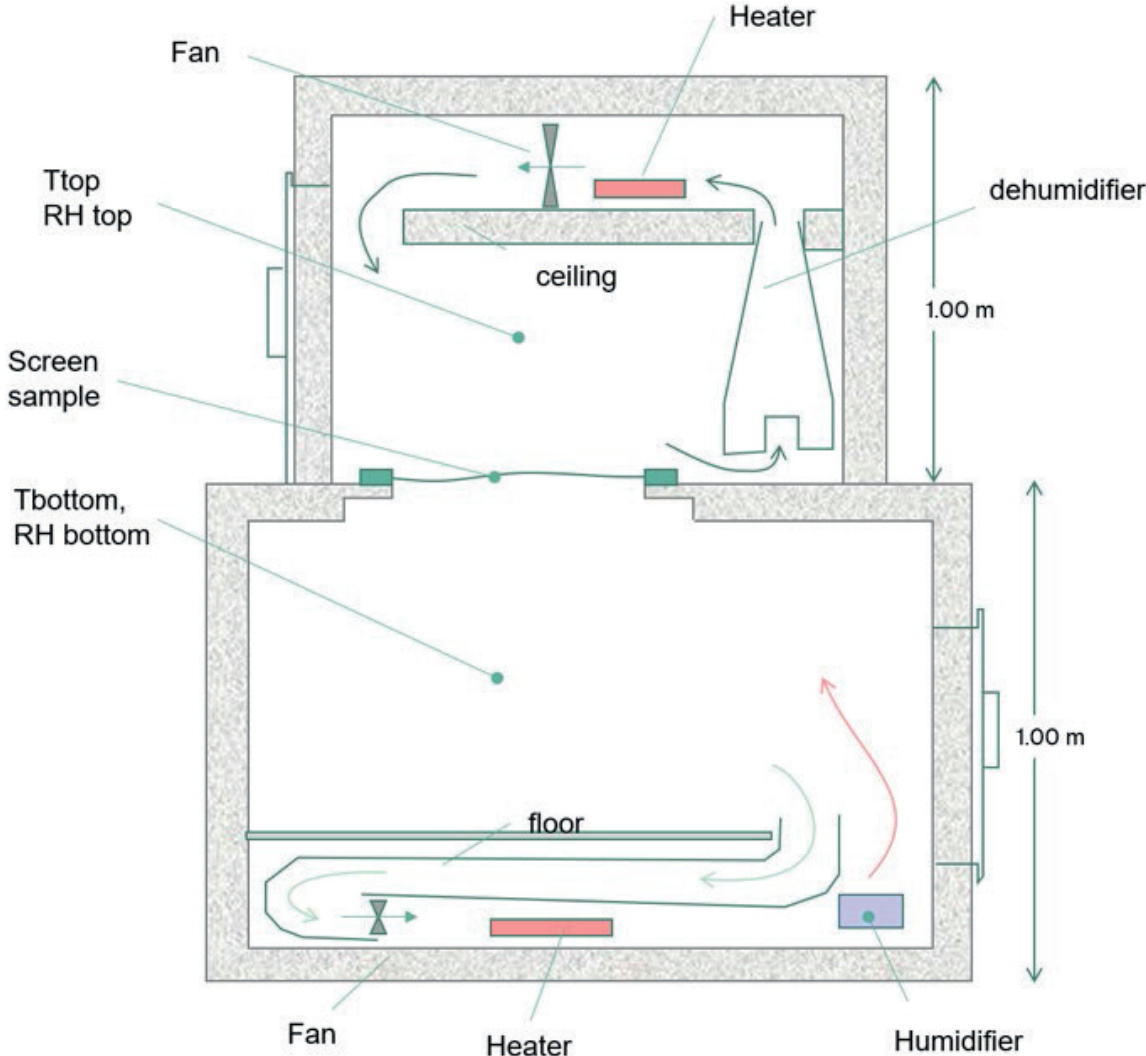 Heater
Fan
Ttop
RH top
dehumidifier
ceiling
1.00 m
Screen
sample
Tbottom,
RH bottom
1.00 m
floor
Fan
Heater
Humidifier